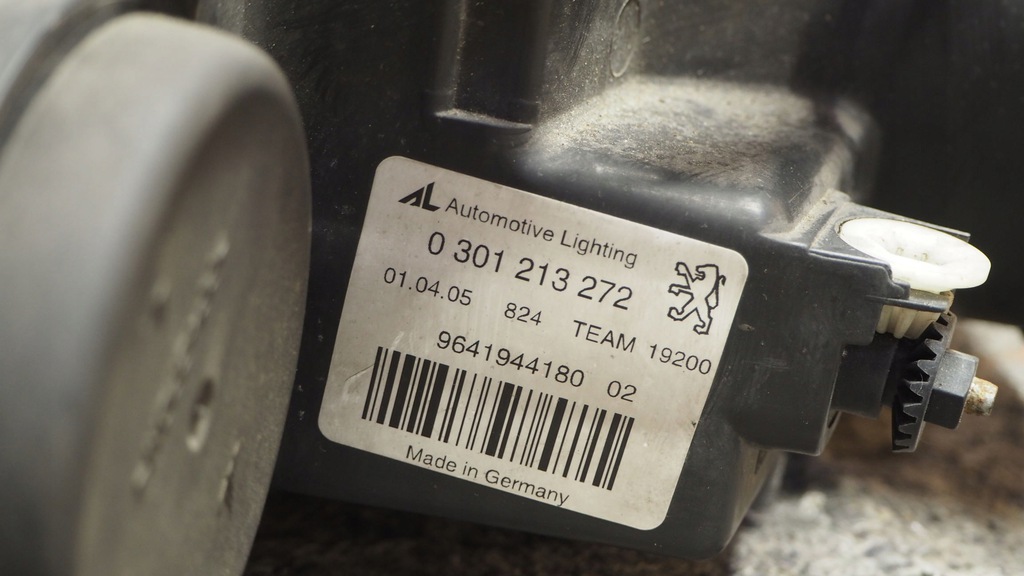 AL Automotive Lighting
0 301 213 272
01.04.05 824 TEAM 19200
9641944180 02
Made in Germany